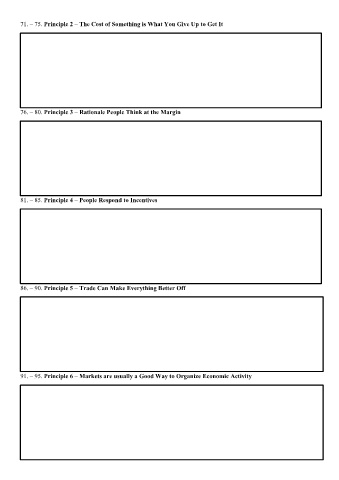 71. – 75. Principle 2 – The Cost of Something is What You Give Up to Get It
76. – 80. Principle 3 – Rationale People Think at the Margin
81. – 85. Principle 4 – People Respond to Incentives
86. – 90. Principle 5 – Trade Can Make Everything Better Off
91. – 95. Principle 6 – Markets are usually a Good Way to Organize Economic Activity